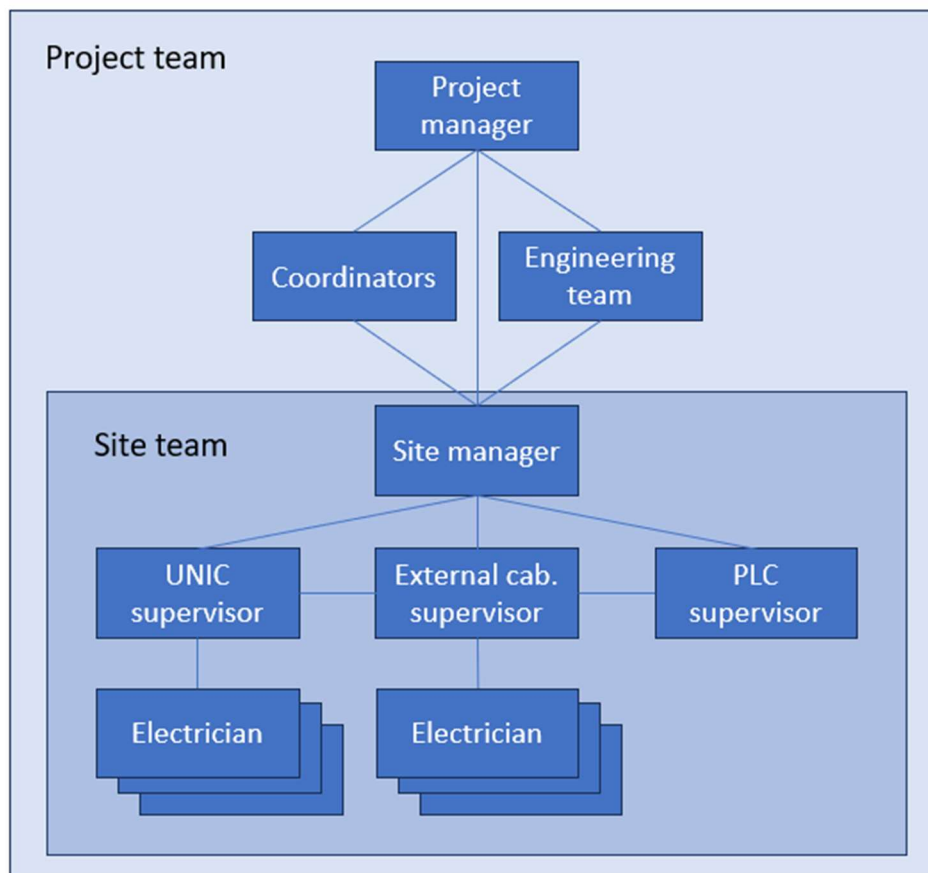 Project team
Project
manager
Coordinators
Engineering
team
Site team
Site manager
UNIC
supervisor
External cab.
supervisor
PLC
supervisor
Electrician
Electrician